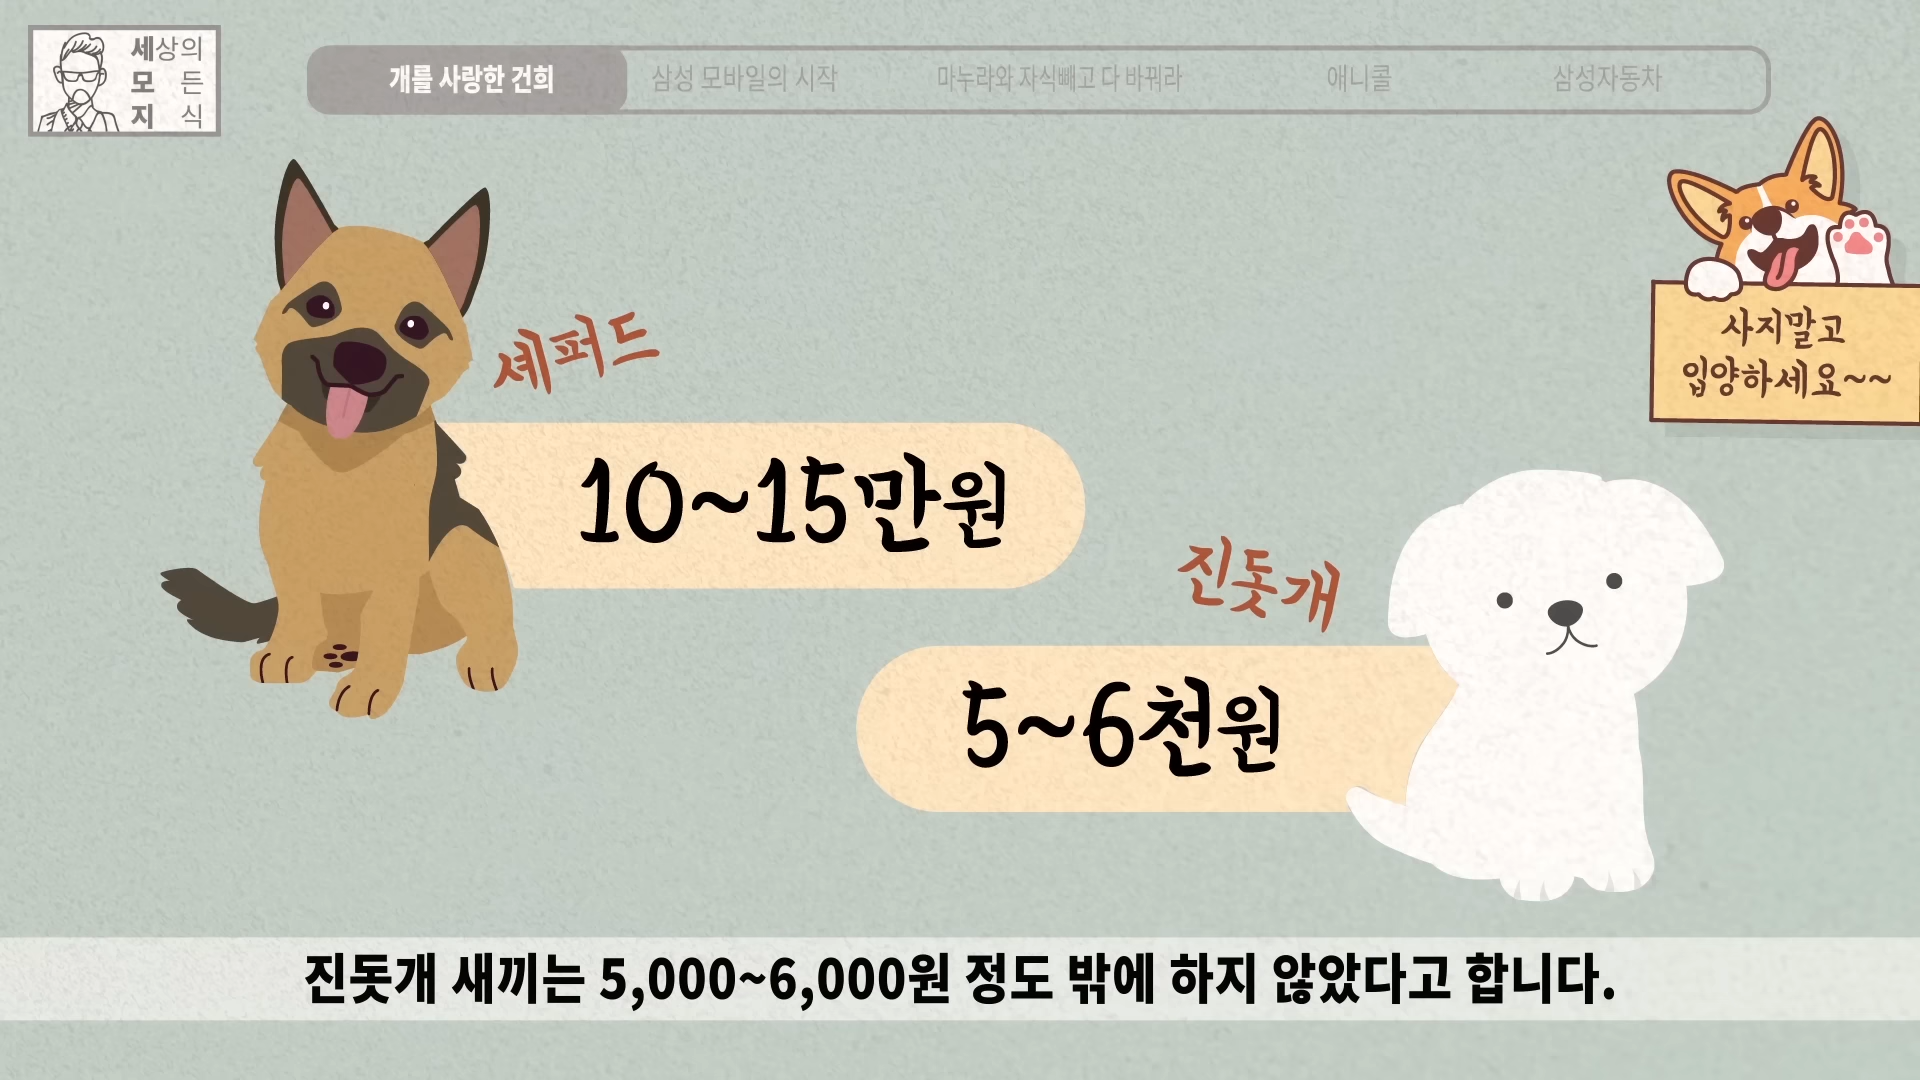 세상의
모 든
지 식
개를 사랑한 건희
삼성 모바일의 시작
마누라와 자식빼고 다 바꿔라
애니콜
삼성자동차
사지말고
입양하세요~~
셰퍼드
10~15만원
진돗개
5~6천원
진돗개 새끼는 5,000~6,000원 정도 밖에 하지 않았다고 합니다.